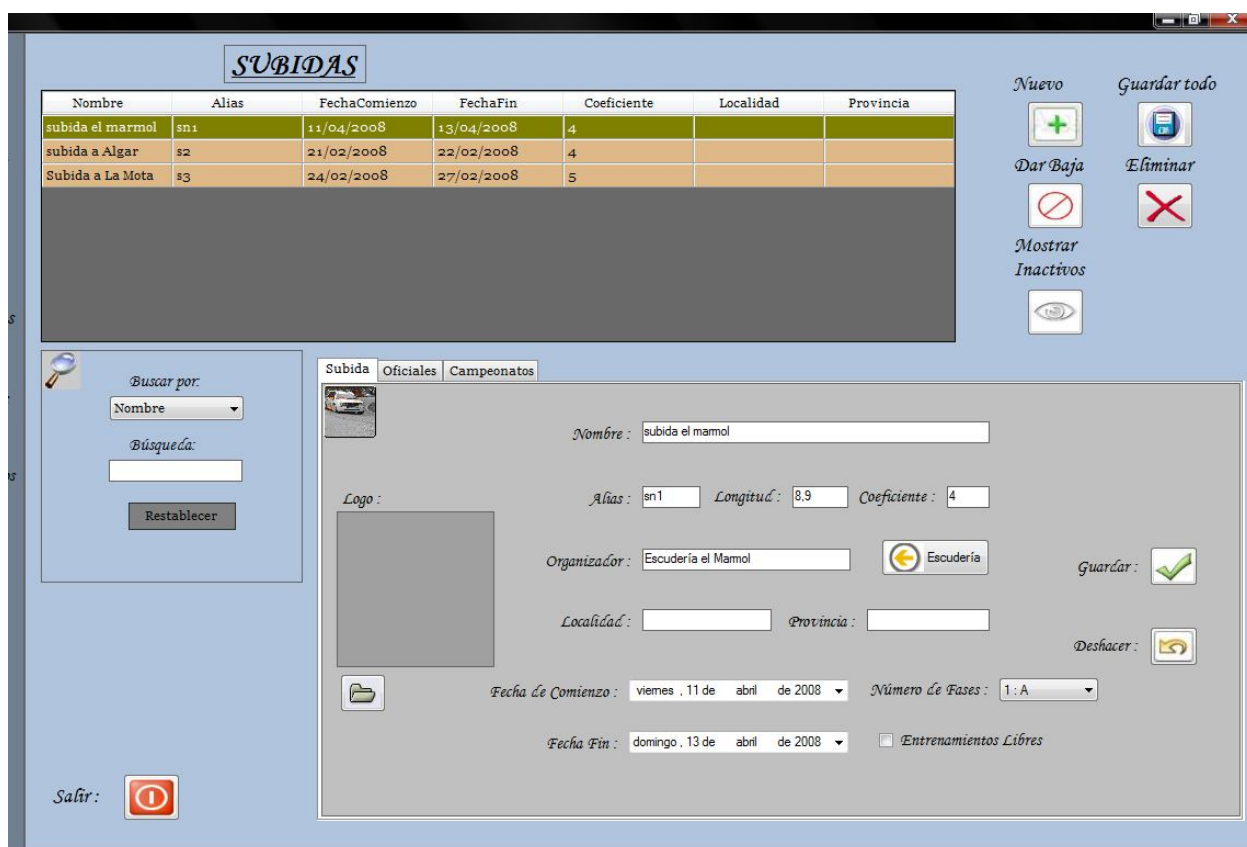 SUBIDAS
Nombre Alias FechaComienzo FechaFin Coeficiente Localidad Provincia
subida el marmol sn1 11/04/2008 13/04/2008 4
subida a Algar s2 21/02/2008 22/02/2008 4
Subida a La Mota s3 24/02/2008 27/02/2008 5
Nuevo Guardar todo
Dar Baja Eliminar
Mostrar
Inactivos
Buscar por:
Nombre
Búsqueda:
Restablecer
Subida Oficiales Campeonatos
Nombre : subida el marmol
Logo :
Alias : sn1 Longitud : 8,9 Coeficiente : 4
Organizador : Escudería el Marmol Escudería
Guardar :
Localidad : Provincia :
Deshacer :
Fecha de Comienzo : viernes , 11 de abril de 2008 Número de Fases : 1 : A
Fecha Fin : domingo , 13 de abril de 2008 Entrenamientos Libres
Salir :